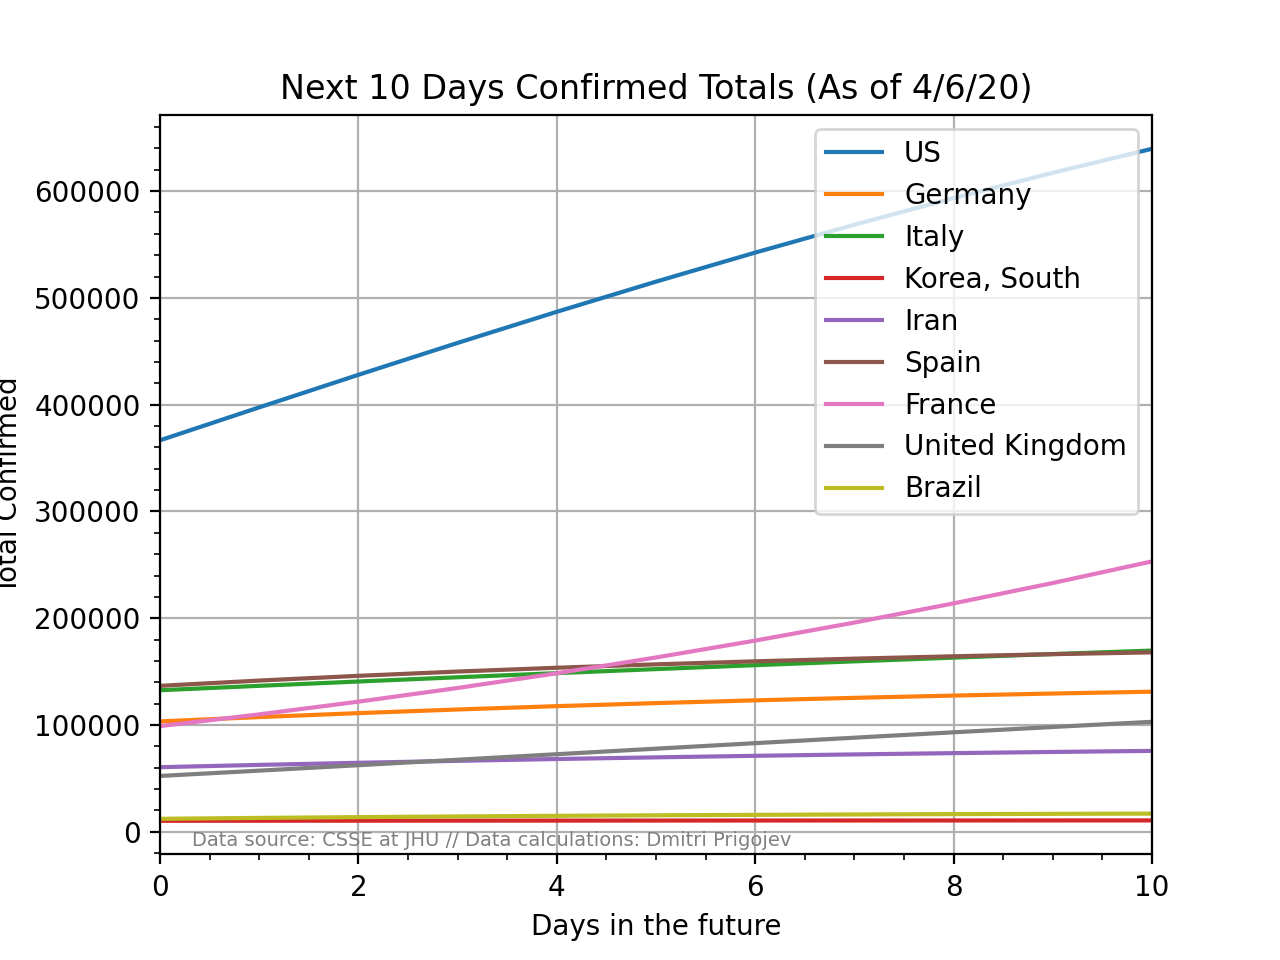 Next 10 Days Confirmed Totals (As of 4/6/20)
600000
500000
400000
300000
200000
100000
0
Total Confirmed
US
Germany
Italy
Korea, South
Iran
Spain
France
United Kingdom
Brazil
Data source: CSSE at JHU // Data calculations: Dmitri Prigojev
0 2 4 6 8 10
Days in the future